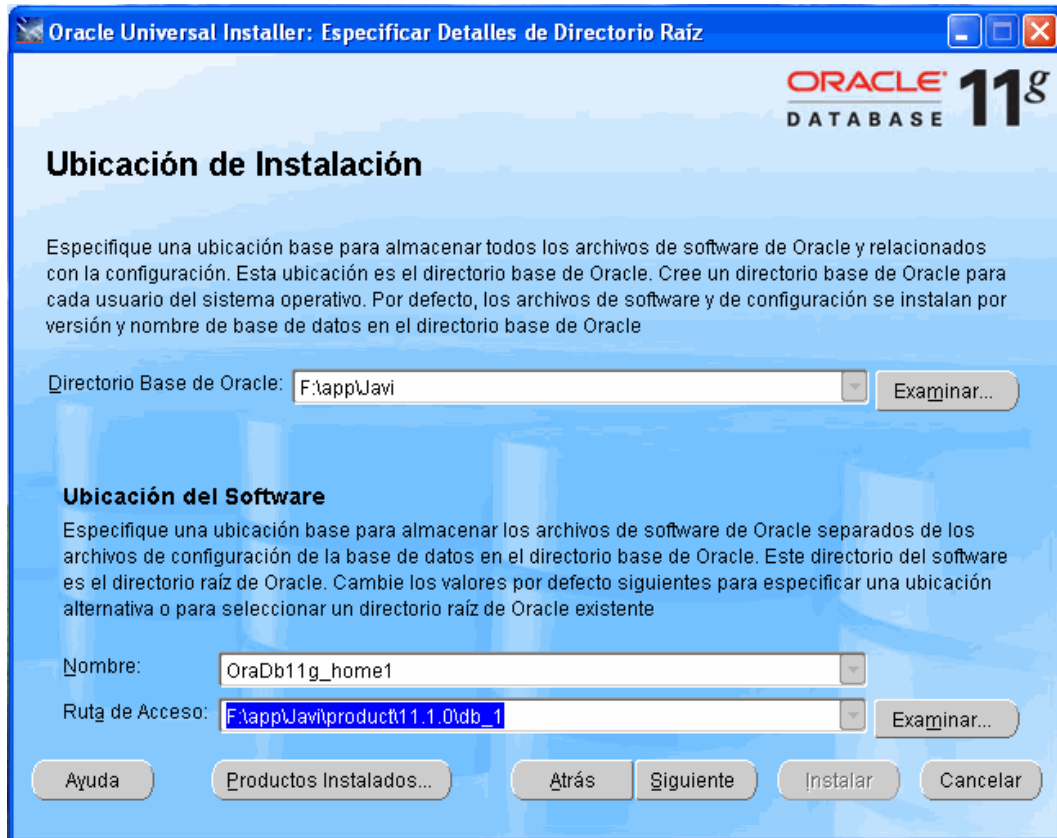 Oracle Universal Installer: Especificar Detalles de Directorio Raíz
ORACLE 11g
DATABASE
Ubicación de Instalación
Especifique una ubicación base para almacenar todos los archivos de software de Oracle y relacionados
con la configuración. Esta ubicación es el directorio base de Oracle. Cree un directorio base de Oracle para
cada usuario del sistema operativo. Por defecto, los archivos de software y de configuración se instalan por
versión y nombre de base de datos en el directorio base de Oracle
Directorio Base de Oracle: F:\app\Javi Examinar...
Ubicación del Software
Especifique una ubicación base para almacenar los archivos de software de Oracle separados de los
archivos de configuración de la base de datos en el directorio base de Oracle. Este directorio del software
es el directorio raíz de Oracle. Cambie los valores por defecto siguientes para especificar una ubicación
alternativa o para seleccionar un directorio raíz de Oracle existente
Nombre: OraDb11g_home1
Ruta de Acceso: F:\app\Javi\product\11.1.0\db_1 Examinar...
Ayuda Productos Instalados... Atrás Siguiente Instalar Cancelar